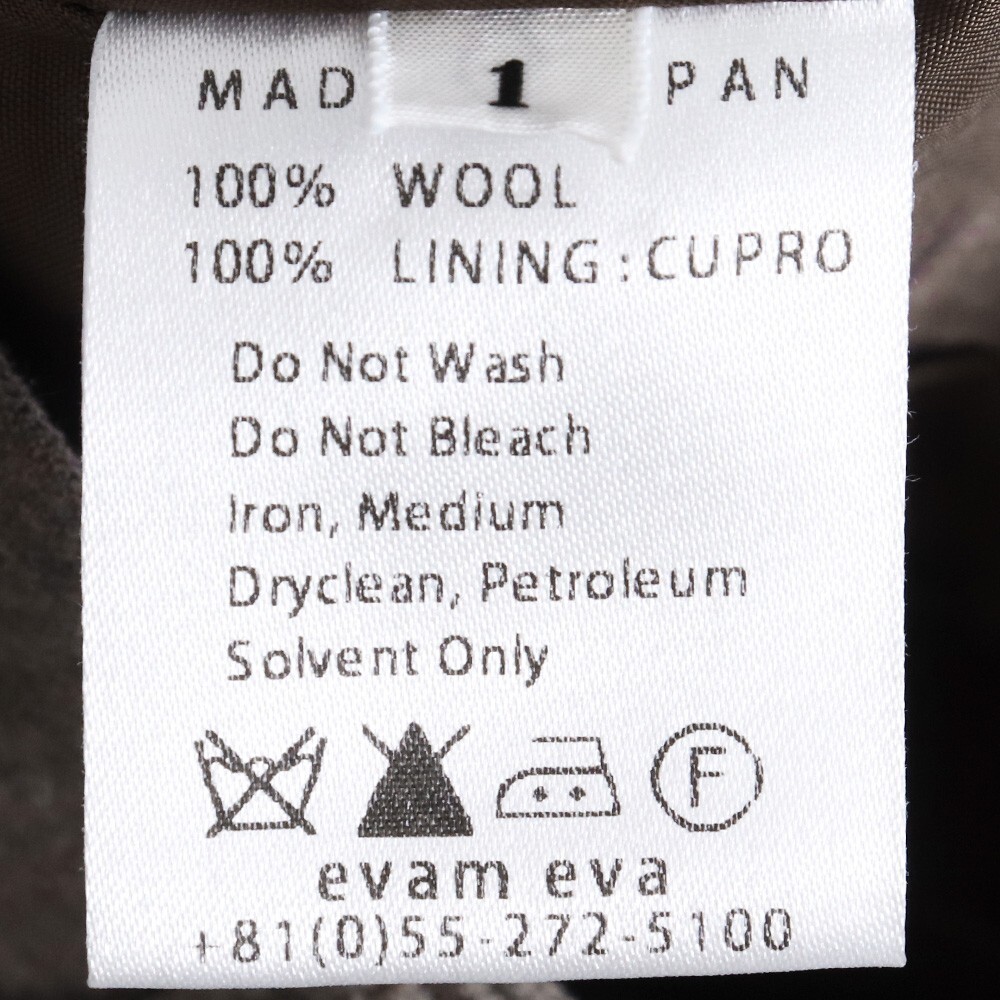 MAD 1 PAN
100% WOOL
100% LINING:CUPRO
Do Not Wash
Do Not Bleach
Iron, Medium
Dryclean, Petroleum
Solvent Only
F
evam eva
+81(0)55-272-5100